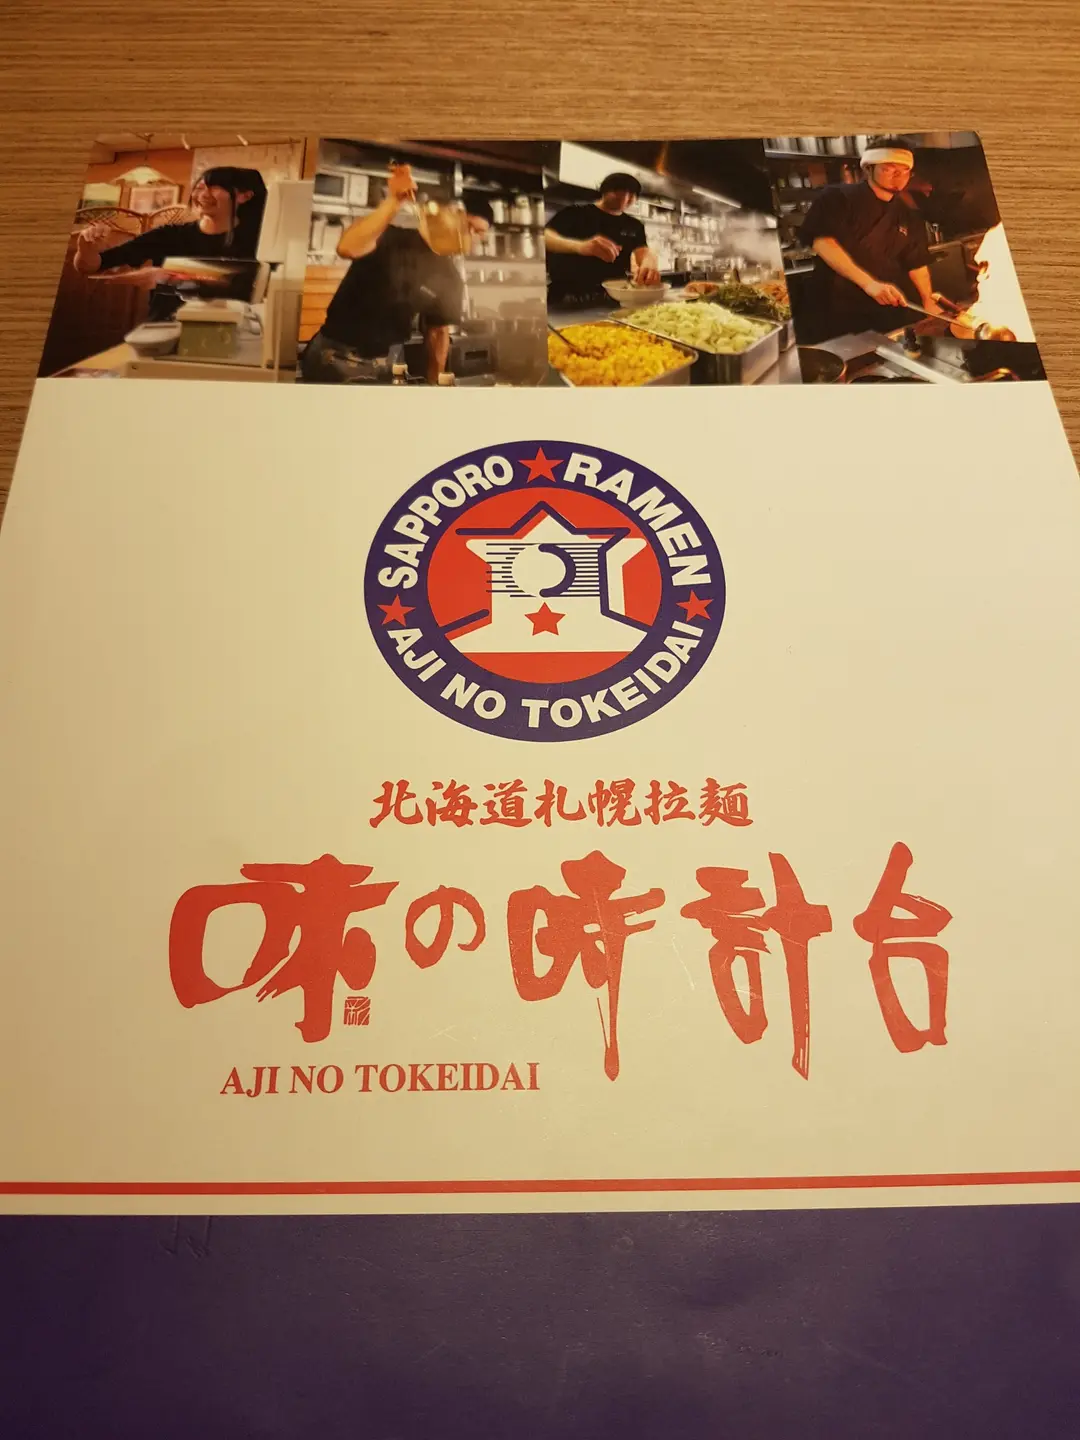 SAPPORO ★ RAMEN
★ AJI NO TOKEIDAI ★
北海道札幌拉麺
味の時計台
AJI NO TOKEIDAI